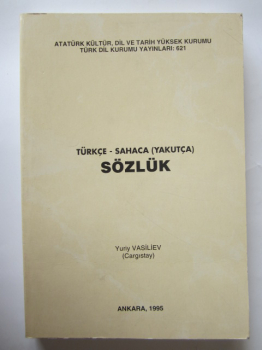 ATATÜRK KÜLTÜR, DİL VE TARİH YÜKSEK KURUMU
TÜRK DİL KURUMU YAYINLARI: 621
TÜRKÇE - SAHACA (YAKUTÇA)
SÖZLÜK
Yuriy VASİLİEV
(Cargıstay)
ANKARA, 1995